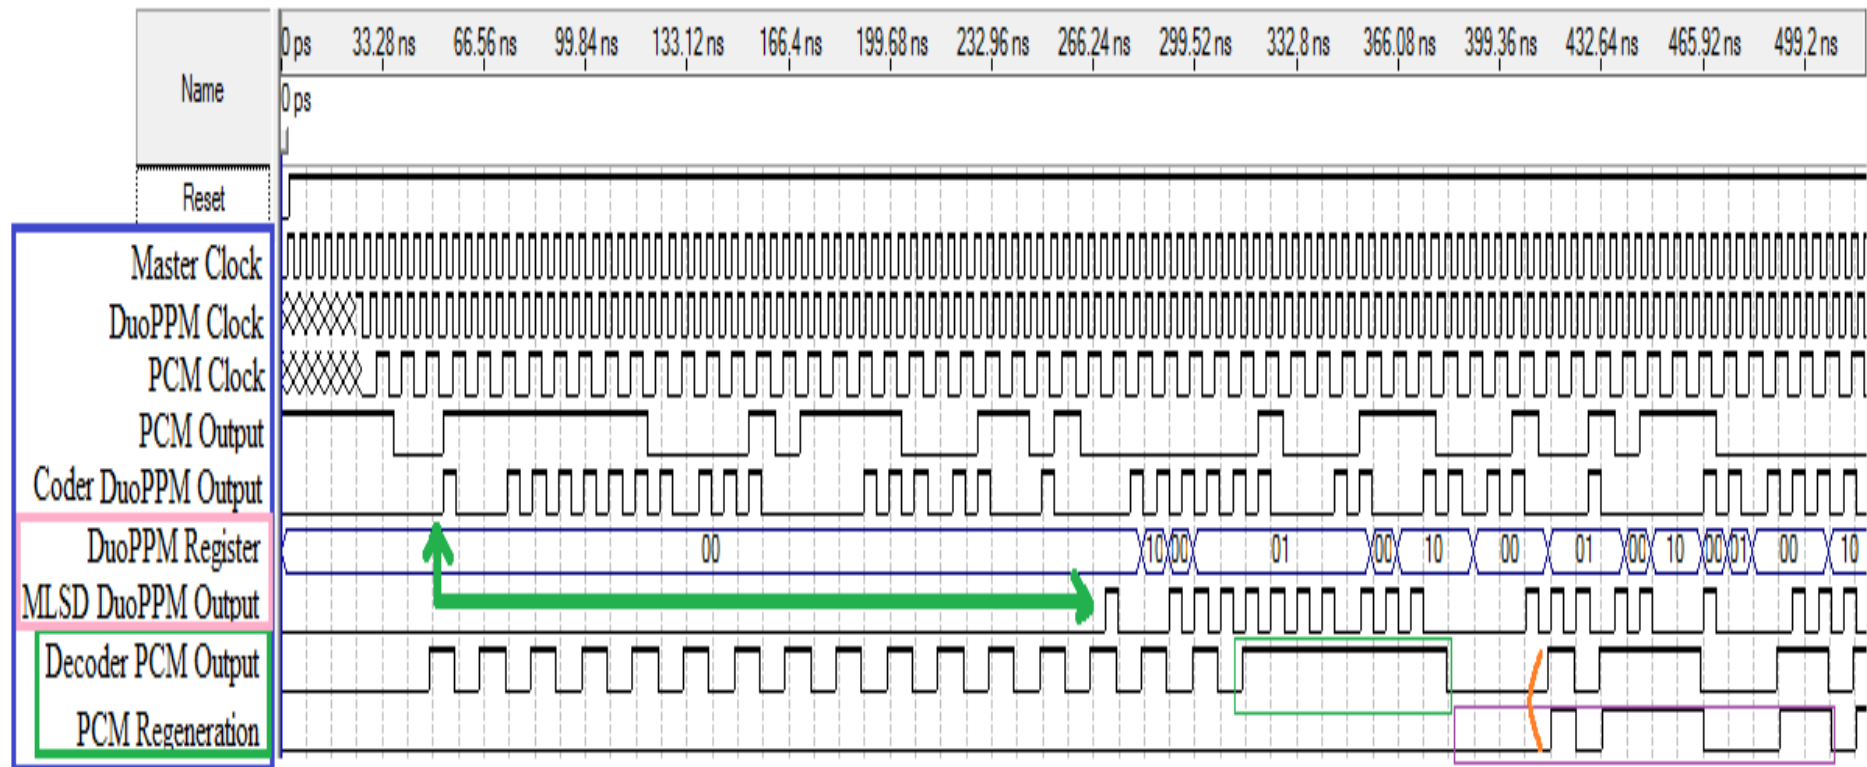 Name
0 ps 33.28 ns 66.56 ns 99.84 ns 133.12 ns 166.4 ns 199.68 ns 232.96 ns 266.24 ns 299.52 ns 332.8 ns 366.08 ns 399.36 ns 432.64 ns 465.92 ns 499.2 ns
0 ps
Reset
Master Clock
DuoPPM Clock
PCM Clock
PCM Output
Coder DuoPPM Output
DuoPPM Register 00 10 00 01 00 10 00 01 00 10 00 01 00 10
MLSD DuoPPM Output
Decoder PCM Output
PCM Regeneration